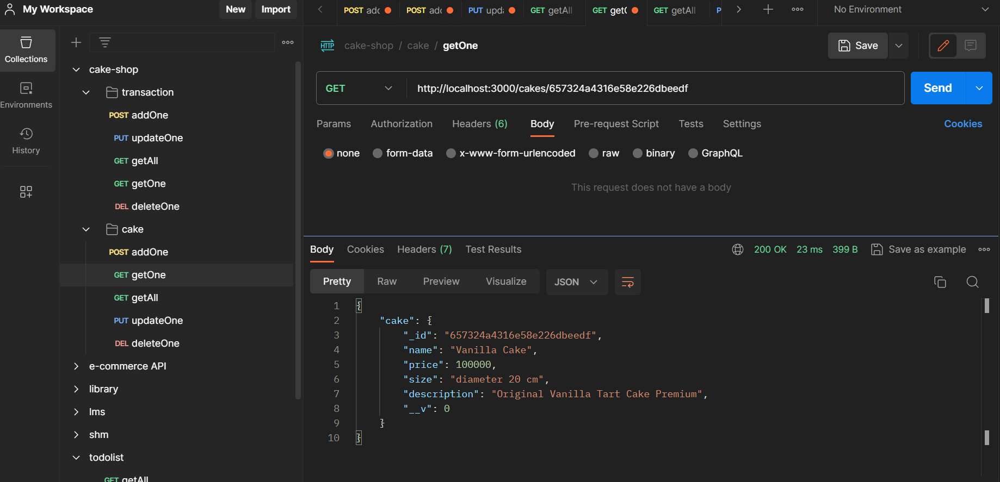 My Workspace
New
Import
Collections
Environments
History
cake-shop
transaction
POST addOne
PUT updateOne
GET getAll
GET getOne
DEL deleteOne
cake
POST addOne
GET getOne
GET getAll
PUT updateOne
DEL deleteOne
e-commerce API
library
lms
shm
todolist
GET getAll
POST adc
POST adc
PUT upda
GET getAll
GET getO
GET getAll
P
No Environment
HTTP
cake-shop / cake / getOne
Save
GET
http://localhost:3000/cakes/657324a4316e58e226dbeedf
Send
Params
Authorization
Headers (6)
Body
Pre-request Script
Tests
Settings
Cookies
none
form-data
x-www-form-urlencoded
raw
binary
GraphQL
This request does not have a body
Body
Cookies
Headers (7)
Test Results
200 OK
23 ms
399 B
Save as example
Pretty
Raw
Preview
Visualize
JSON
1 {
2 "cake": {
3 "_id": "657324a4316e58e226dbeedf",
4 "name": "Vanilla Cake",
5 "price": 100000,
6 "size": "diameter 20 cm",
7 "description": "Original Vanilla Tart Cake Premium",
8 "__v": 0
9 }
10 }